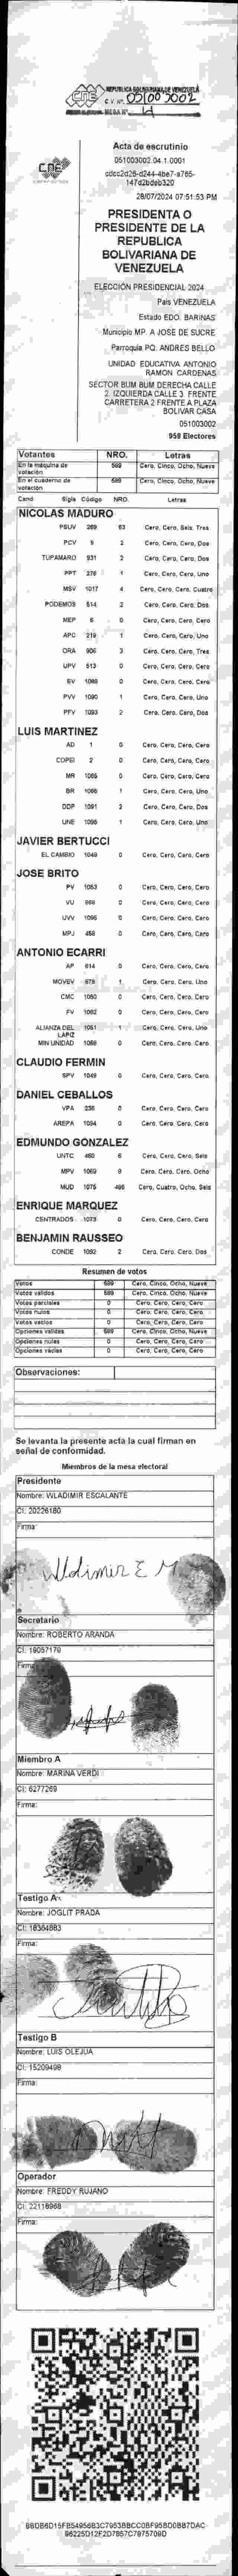 REPUBLICA BOLIVARIANA DE VENEZUELA
CNE
C.V. Nº. 051003002
MESA Nº 14
Acta de escrutinio
CNE
051003002.04.1.0001
147d2bdeb320
28/07/2024 07:51:53 PM
PRESIDENTA O
PRESIDENTE DE LA
REPUBLICA
BOLIVARIANA DE
VENEZUELA
ELECCIÓN PRESIDENCIAL 2024
País VENEZUELA
Estado EDO. BARINAS
Municipio MP. A JOSE DE SUCRE
Parroquia PQ. ANDRES BELLO
UNIDAD EDUCATIVA ANTONIO
RAMON CARDENAS
SECTOR BUM BUM DERECHA CALLE
2. IZQUIERDA CALLE 3. FRENTE
CARRETERA 2 FRENTE A PLAZA
BOLIVAR CASA
051003002
958 Electores
Votantes NRO. Letras
En la máquina de votación 589 Cero, Cinco, Ocho, Nueve
En el cuaderno de votación 589 Cero, Cinco, Ocho, Nueve
Cand Sigla Código NRO. Letras
NICOLAS MADURO
PSUV 269 63 Cero, Cero, Seis, Tres
PCV 9 2 Cero, Cero, Cero, Dos
TUPAMARO 931 2 Cero, Cero, Cero, Dos
PPT 276 1 Cero, Cero, Cero, Uno
MSV 1017 4 Cero, Cero, Cero, Cuatro
PODEMOS 514 2 Cero, Cero, Cero, Dos
MEP 6 0 Cero, Cero, Cero, Cero
APC 219 1 Cero, Cero, Cero, Uno
ORA 906 3 Cero, Cero, Cero, Tres
UPV 513 0 Cero, Cero, Cero, Cero
EV 1088 0 Cero, Cero, Cero, Cero
PVV 1090 1 Cero, Cero, Cero, Uno
PFV 1093 2 Cero, Cero, Cero, Dos
LUIS MARTINEZ
AD 1 0 Cero, Cero, Cero, Cero
COPEI 2 0 Cero, Cero, Cero, Cero
MR 1065 0 Cero, Cero, Cero, Cero
BR 1066 1 Cero, Cero, Cero, Uno
DDP 1091 2 Cero, Cero, Cero, Dos
UNE 1095 1 Cero, Cero, Cero, Uno
JAVIER BERTUCCI
EL CAMBIO 1048 0 Cero, Cero, Cero, Cero
JOSE BRITO
PV 1053 0 Cero, Cero, Cero, Cero
VU 968 0 Cero, Cero, Cero, Cero
UVV 1096 0 Cero, Cero, Cero, Cero
MPJ 458 0 Cero, Cero, Cero, Cero
ANTONIO ECARRI
AP 614 0 Cero, Cero, Cero, Cero
MOVEV 978 1 Cero, Cero, Cero, Uno
CMC 1080 0 Cero, Cero, Cero, Cero
FV 1062 0 Cero, Cero, Cero, Cero
ALIANZA DEL LAPIZ 1051 1 Cero, Cero, Cero, Uno
MIN UNIDAD 1059 0 Cero, Cero, Cero, Cero
CLAUDIO FERMIN
SPV 1049 0 Cero, Cero, Cero, Cero
DANIEL CEBALLOS
VPA 236 0 Cero, Cero, Cero, Cero
AREPA 1094 0 Cero, Cero, Cero, Cero
EDMUNDO GONZALEZ
UNTC 460 6 Cero, Cero, Cero, Seis
MPV 1069 8 Cero, Cero, Cero, Ocho
MUD 1075 486 Cero, Cuatro, Ocho, Seis
ENRIQUE MARQUEZ
CENTRADOS 1073 0 Cero, Cero, Cero, Cero
BENJAMIN RAUSSEO
CONDE 1092 2 Cero, Cero, Cero, Dos
Resumen de votos
Votos 589 Cero, Cinco, Ocho, Nueve
Votos validos 589 Cero, Cinco, Ocho, Nueve
Votos parciales 0 Cero, Cero, Cero, Cero
Votos nulos 0 Cero, Cero, Cero, Cero
Votos vacios 0 Cero, Cero, Cero, Cero
Opciones validas 589 Cero, Cinco, Ocho, Nueve
Opciones nulas 0 Cero, Cero, Cero, Cero
Opciones vacias 0 Cero, Cero, Cero, Cero
Observaciones:
Se levanta la presente acta la cual firman en
señal de conformidad.
Miembros de la mesa electoral
Presidente
Nombre: WLADIMIR ESCALANTE
CI: 20226180
Firma:
Wladimir E M
Secretario
Nombre: ROBERTO ARANDA
CI: 19057179
Firma:
Miembro A
Nombre: MARINA VERDI
CI: 6277269
Firma:
Testigo A
Nombre: JOGLIT PRADA
CI: 18364883
Firma:
Testigo B
Nombre: LUIS OLEJUA
CI: 15209498
Firma:
Operador
Nombre: FREDDY RUJANO
CI: 22118968
Firma: